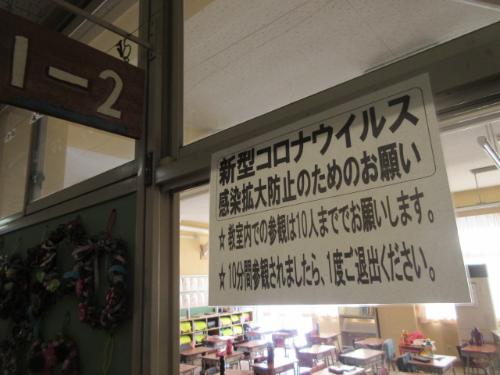 1-2
新型コロナウイルス
感染拡大防止のためのお願い
☆教室内での参観は10人まででお願いします。
☆10分間参観されましたら、1度ご退出ください。